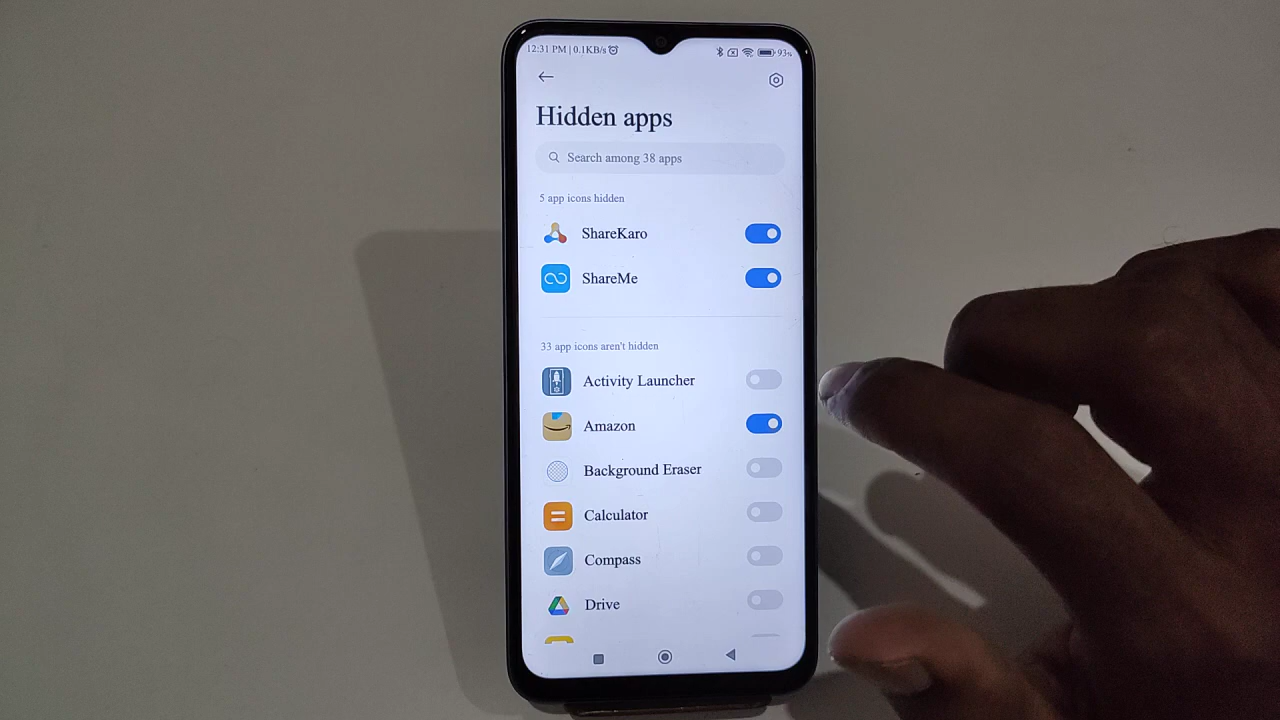 12:31 PM | 0.1KB/s
93%
Hidden apps
Search among 38 apps
5 app icons hidden
ShareKaro
ShareMe
33 app icons aren't hidden
Activity Launcher
Amazon
Background Eraser
Calculator
Compass
Drive